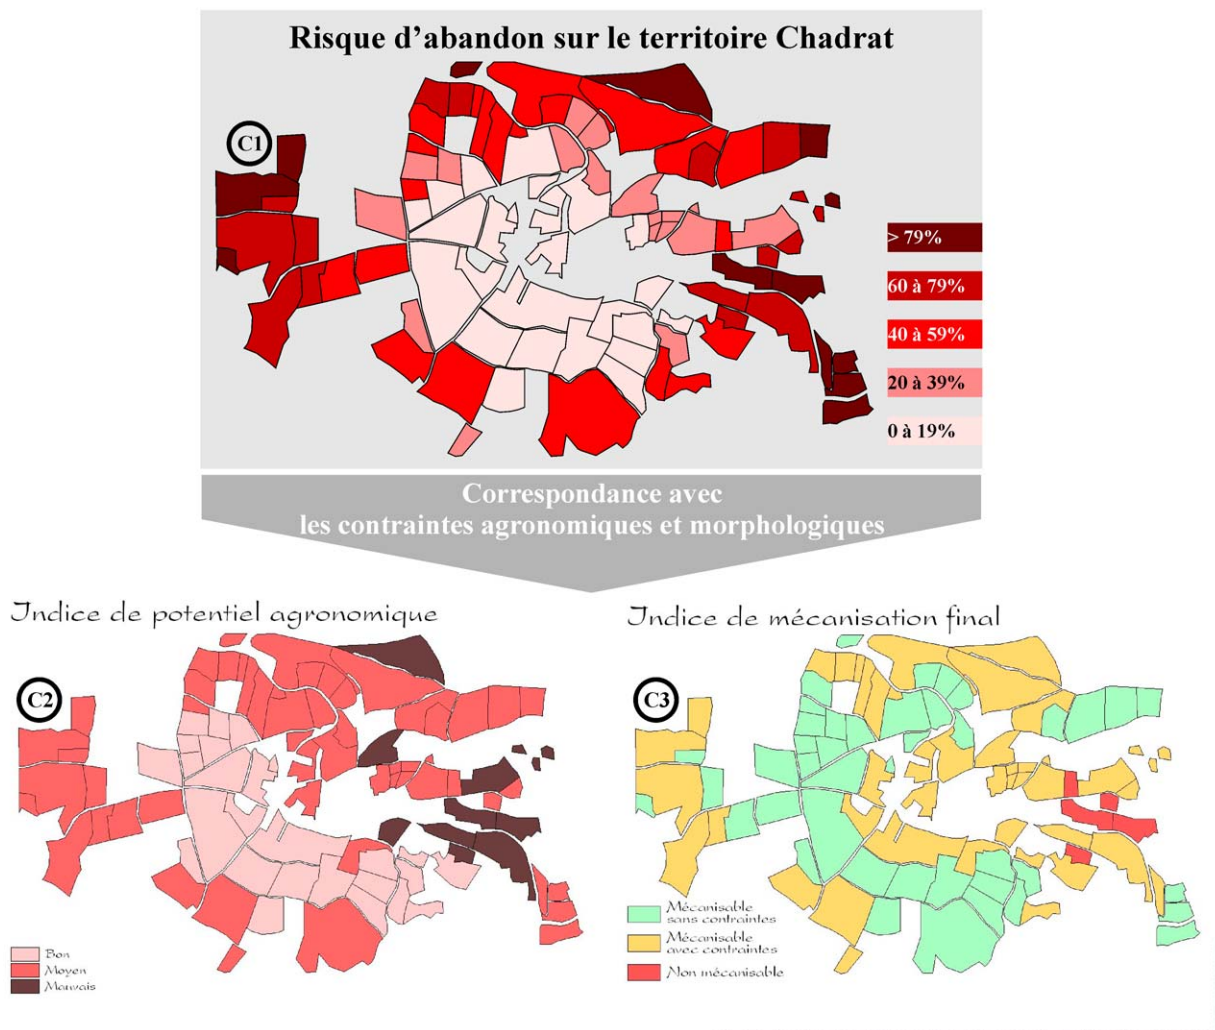 Risque d'abandon sur le territoire Chadrat
C1
> 79%
60 à 79%
40 à 59%
20 à 39%
0 à 19%
Correspondance avec
les contraintes agronomiques et morphologiques
Indice de potentiel agronomique
C2
Bon
Moyen
Mauvais
Indice de mécanisation final
C3
Mécanisable
sans contraintes
Mécanisable
avec contraintes
Non mécanisable